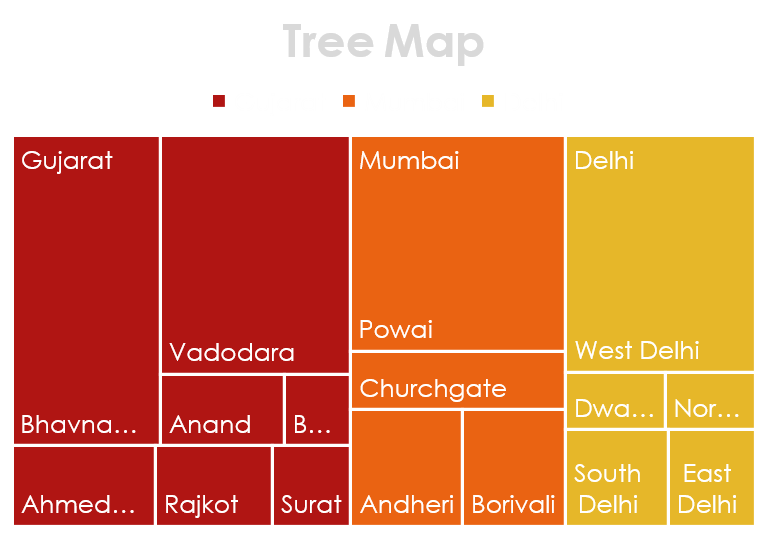 Tree Map
Gujarat
Bhavna...
Vadodara
Anand
B...
Ahmed...
Rajkot
Surat
Mumbai
Powai
Churchgate
Andheri
Borivali
Delhi
West Delhi
Dwa...
Nor...
South
Delhi
East
Delhi